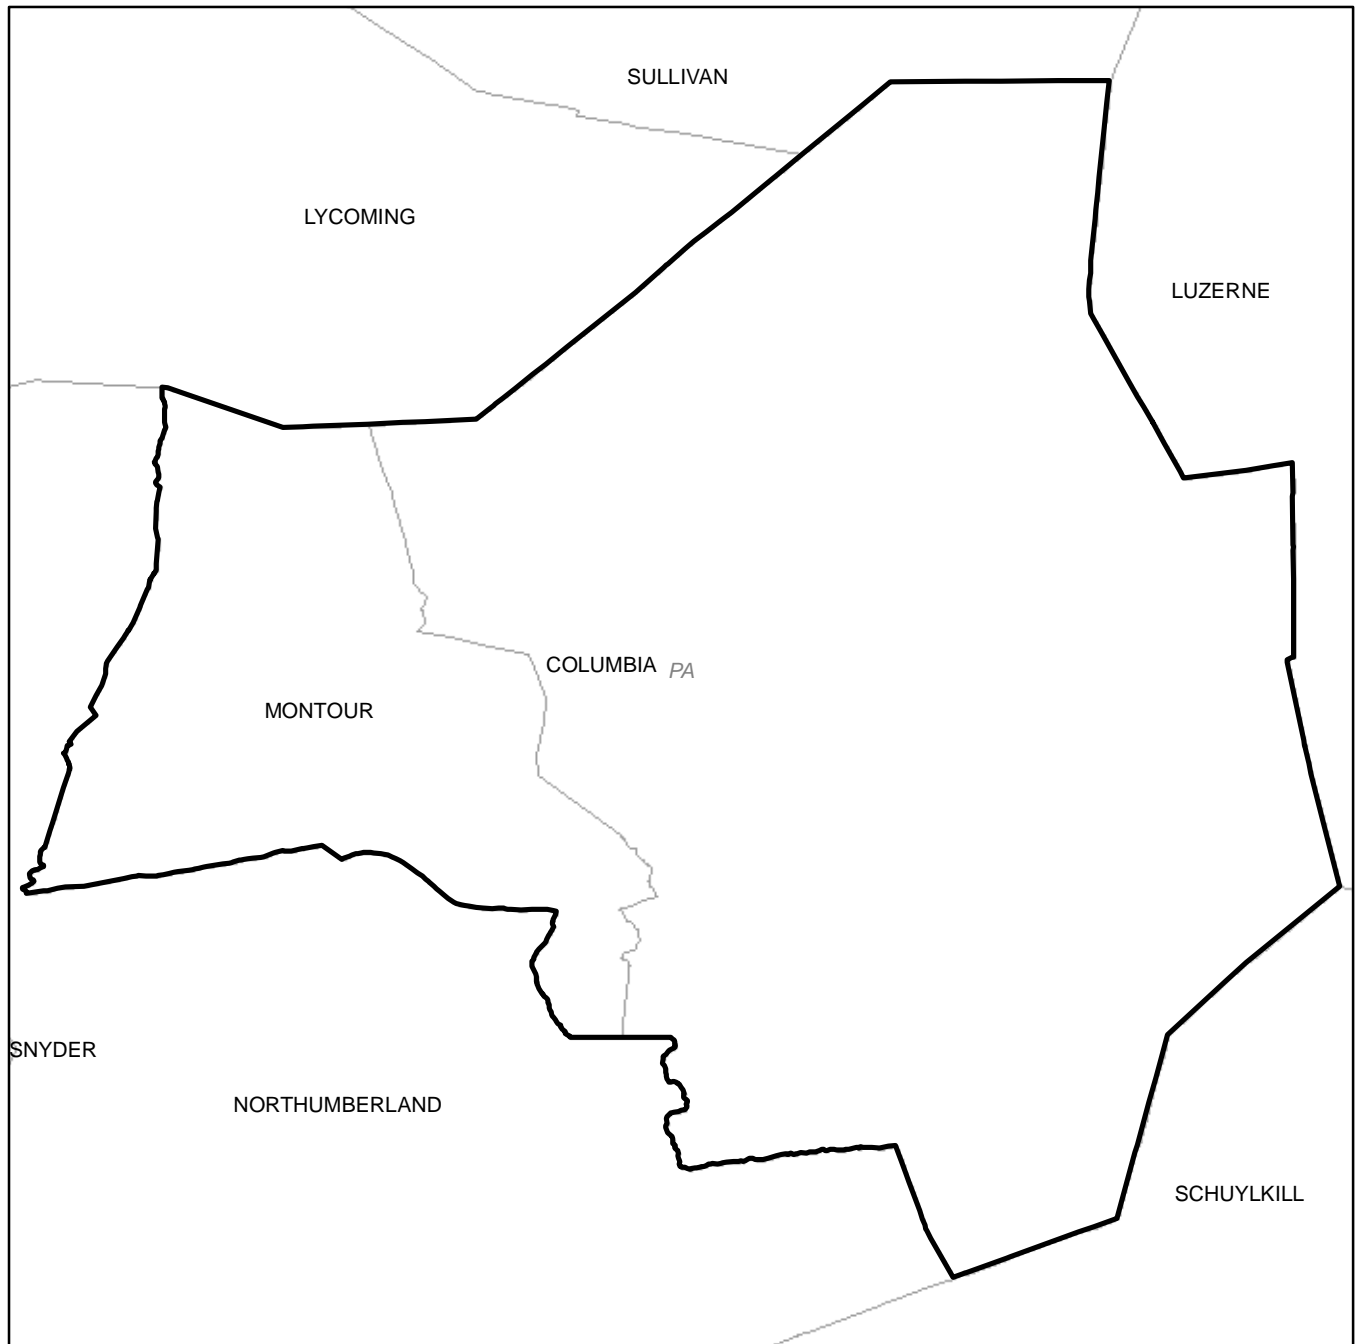 SULLIVAN
LYCOMING
LUZERNE
COLUMBIA PA
MONTOUR
SNYDER
NORTHUMBERLAND
SCHUYLKILL